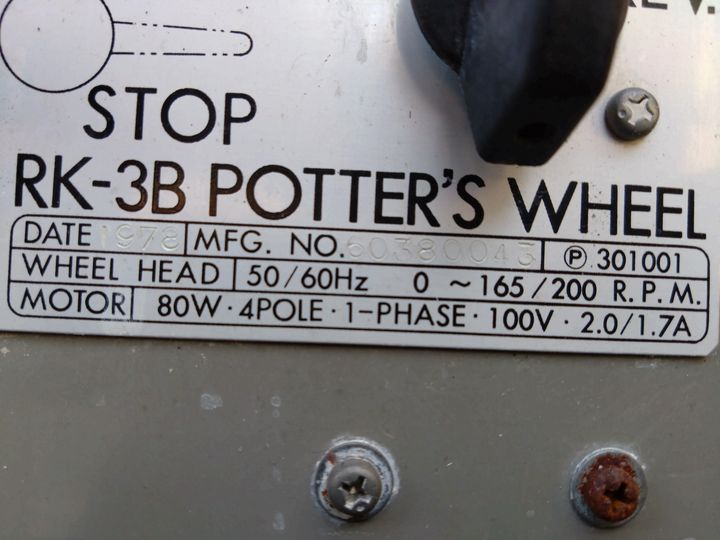 EV.
STOP
RK-3B POTTER'S WHEEL
DATE 1978 MFG. NO. 60380043 Ⓟ 301001
WHEEL HEAD 50/60Hz 0 ~ 165/200 R.P.M.
MOTOR 80W · 4POLE · 1-PHASE · 100V · 2.0/1.7A